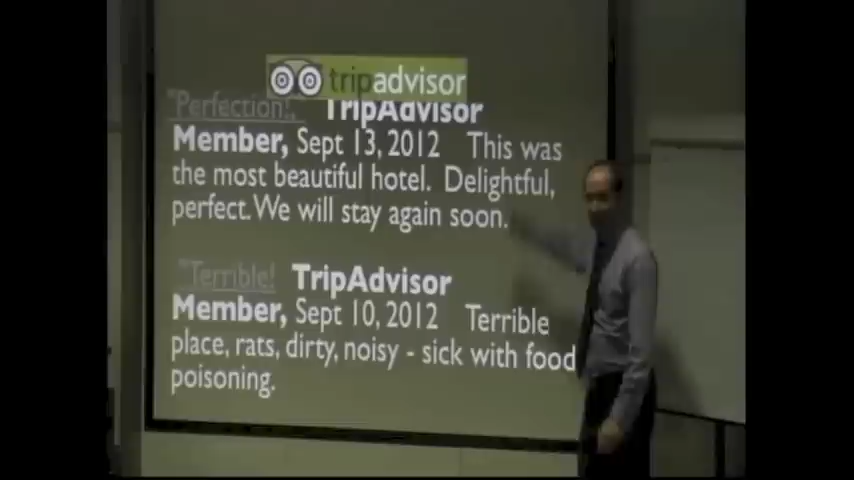 tripadvisor
"Perfection!, TripAdvisor
Member, Sept 13, 2012 This was
the most beautiful hotel. Delightful,
perfect. We will stay again soon.
"Terrible! TripAdvisor
Member, Sept 10, 2012 Terrible
place, rats, dirty, noisy - sick with food
poisoning.